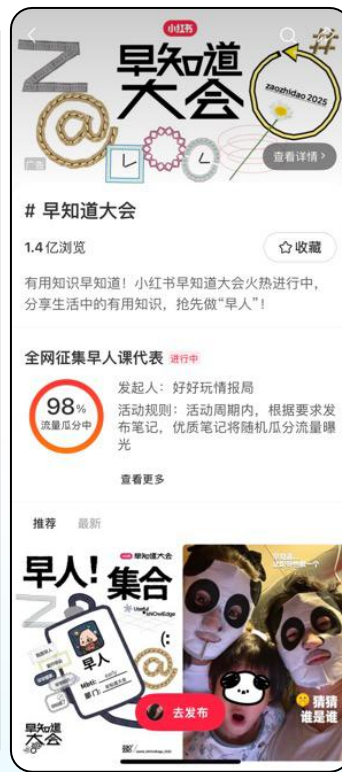 小红书
早知道
大会
zaozhidao 2025
广告
查看详情 >
# 早知道大会
1.4亿浏览
收藏
有用知识早知道！小红书早知道大会火热进行中，
分享生活中的有用知识，抢先做“早人”！
全网征集早人课代表 进行中
98%
流量瓜分中
发起人：好好玩情报局
活动规则：活动周期内，根据要求发
布笔记，优质笔记将随机瓜分流量曝
光
查看更多
推荐 最新
早知道大会
早人！集合
Useful
早人
部门：
早知道
大会
猜猜
谁是谁
去发布